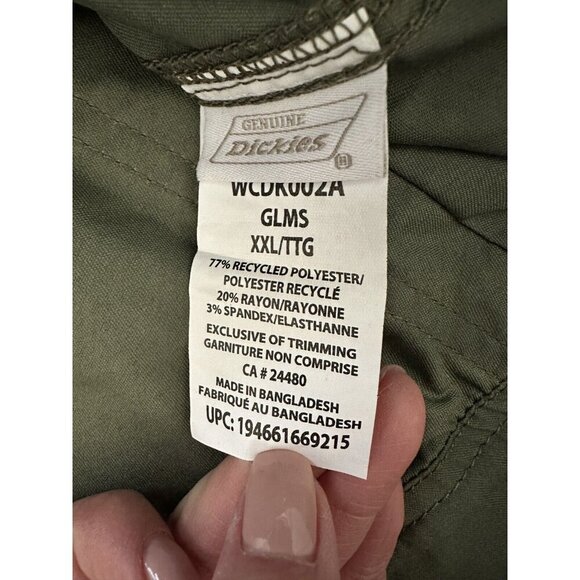 GENUINE
Dickies
WCDK002A
GLMS
XXL/TTG
77% RECYCLED POLYESTER/
POLYESTER RECYCLÉ
20% RAYON/RAYONNE
3% SPANDEX/ELASTHANNE
EXCLUSIVE OF TRIMMING
GARNITURE NON COMPRISE
CA # 24480
MADE IN BANGLADESH
FABRIQUÉ AU BANGLADESH
UPC: 194661669215